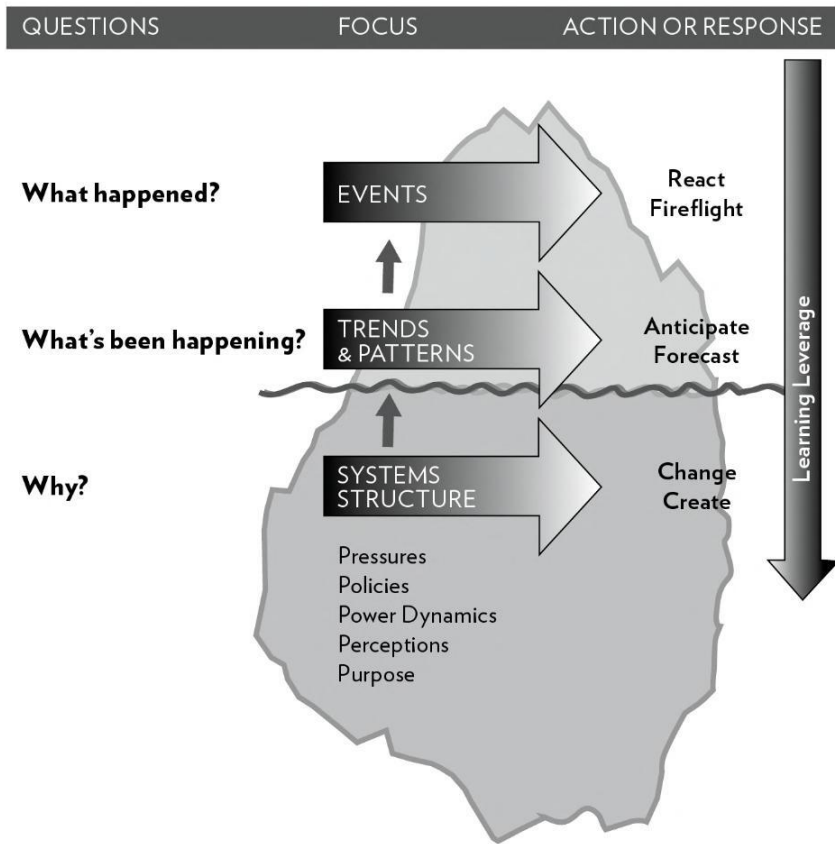 QUESTIONS
FOCUS
ACTION OR RESPONSE
What happened?
EVENTS
React
Fireflight
What's been happening?
TRENDS
& PATTERNS
Anticipate
Forecast
Why?
SYSTEMS
STRUCTURE
Change
Create
Pressures
Policies
Power Dynamics
Perceptions
Purpose
Learning Leverage